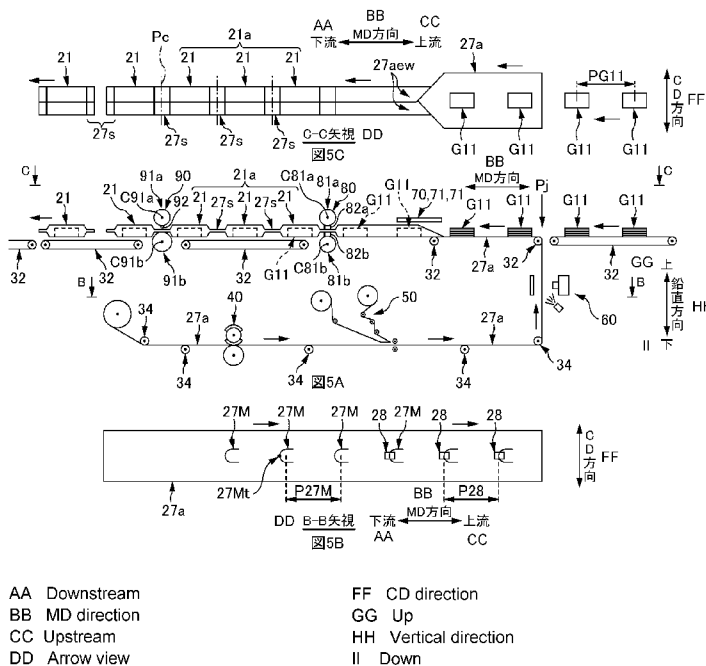 AA BB CC
下流 MD方向 上流
21 Pc 21 21a 21 21 27a PG11 CD方向 FF
27aew
27s 27s 27s 27s C-C矢視 DD G11 G11 G11 G11
図5C
BB
MD方向
C 91a 90 21a C81a 81a 80 G11 G11 70,71,71 G11 Pj G11 G11 C
21 21 C91a 92 21 27s 21 27s 21 82a G11
32 32 C91b 91b 32 G11 C81b 81b 82b 32 27a 32 32 GG 上
B 60 B 鉛直方向 HH
34 27a 40 50 27a II 下
34 34 図5A 34 34
27M 27M 27M 28 27M 28 28 CD方向 FF
27Mt P27M BB P28
27a DD B-B矢視 下流 MD方向 上流
図5B AA CC
AA Downstream
BB MD direction
CC Upstream
DD Arrow view
FF CD direction
GG Up
HH Vertical direction
II Down